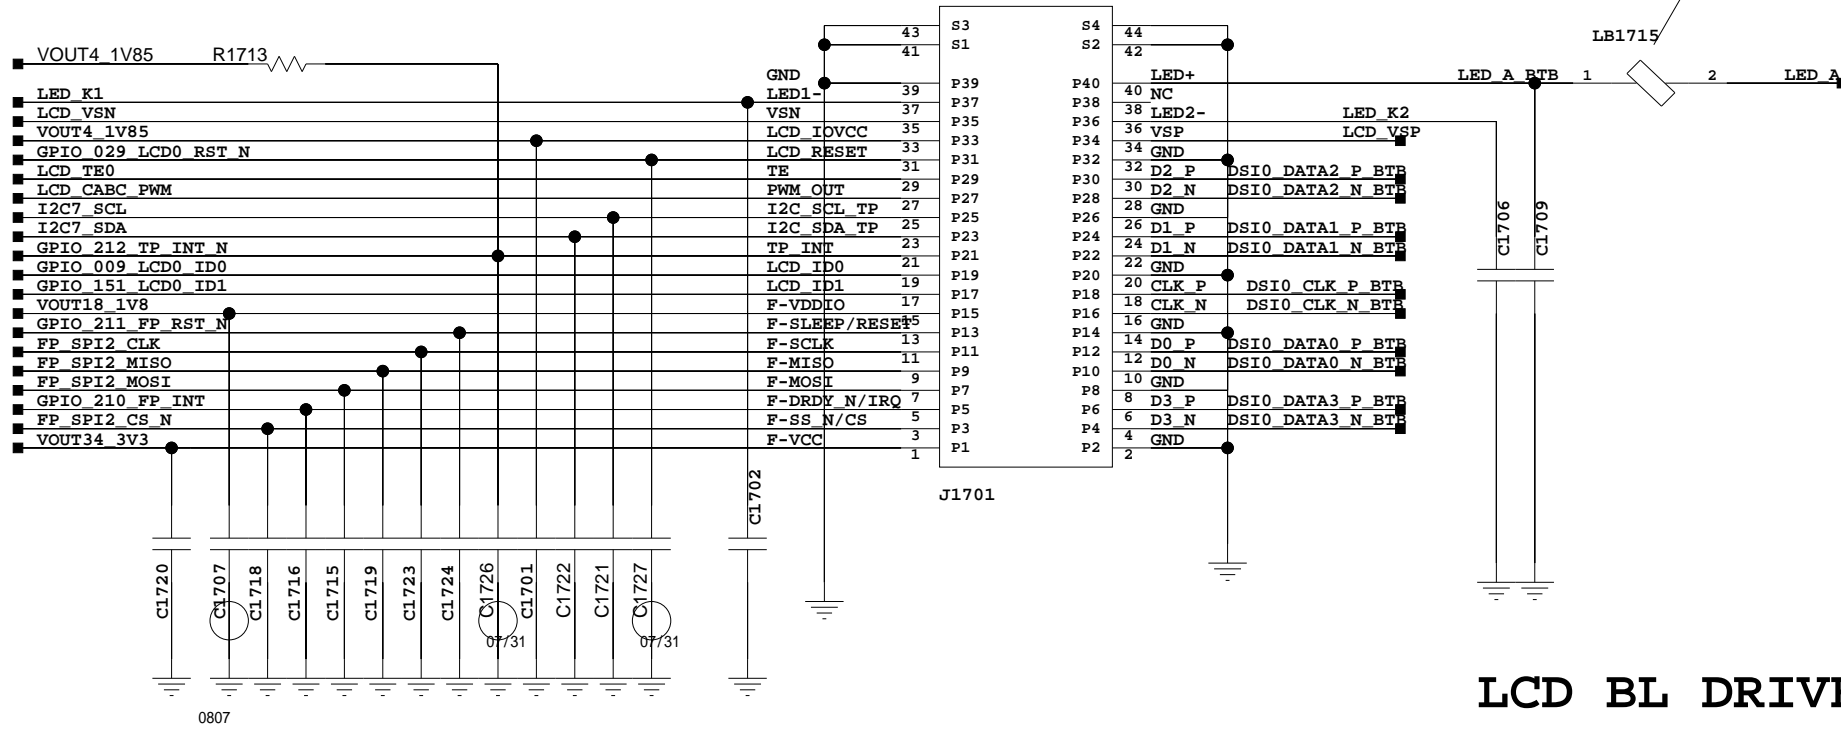 S3 S4
43 44
S1 S2
41 42
LB1715
VOUT4_1V85 R1713
GND P39 P40 LED+ LED_A_BTB 1 2 LED_A
39 40
LED_K1 LED1- P37 P38 NC
37 38
LCD_VSN VSN P35 P36 LED2- LED_K2
35 36
VOUT4_1V85 LCD_IOVCC P33 P34 VSP LCD_VSP
33 34
GPIO_029_LCD0_RST_N LCD_RESET P31 P32 GND
31 32
LCD_TE0 TE P29 P30 D2_P DSI0_DATA2_P_BTB
29 30
LCD_CABC_PWM PWM_OUT P27 P28 D2_N DSI0_DATA2_N_BTB
27 28
I2C7_SCL I2C_SCL_TP P25 P26 GND
25 26
I2C7_SDA I2C_SDA_TP P23 P24 D1_P DSI0_DATA1_P_BTB
23 24
GPIO_212_TP_INT_N TP_INT P21 P22 D1_N DSI0_DATA1_N_BTB
21 22
GPIO_009_LCD0_ID0 LCD_ID0 P19 P20 GND
19 20
GPIO_151_LCD0_ID1 LCD_ID1 P17 P18 CLK_P DSI0_CLK_P_BTB
17 18
VOUT18_1V8 F-VDDIO P15 P16 CLK_N DSI0_CLK_N_BTB
15 16
GPIO_211_FP_RST_N F-SLEEP/RESET P13 P14 GND
13 14
FP_SPI2_CLK F-SCLK P11 P12 D0_P DSI0_DATA0_P_BTB
11 12
FP_SPI2_MISO F-MISO P9 P10 D0_N DSI0_DATA0_N_BTB
9 10
FP_SPI2_MOSI F-MOSI P7 P8 GND
7 8
GPIO_210_FP_INT F-DRDY_N/IRQ P5 P6 D3_P DSI0_DATA3_P_BTB
5 6
FP_SPI2_CS_N F-SS_N/CS P3 P4 D3_N DSI0_DATA3_N_BTB
3 4
VOUT34_3V3 F-VCC P1 P2 GND
1 2
J1701
C1706
C1709
C1702
C1720
C1707
C1718
C1716
C1715
C1719
C1723
C1724
C1726
C1701
C1722
C1721
C1727
07/31 07/31
0807
LCD BL DRIVE